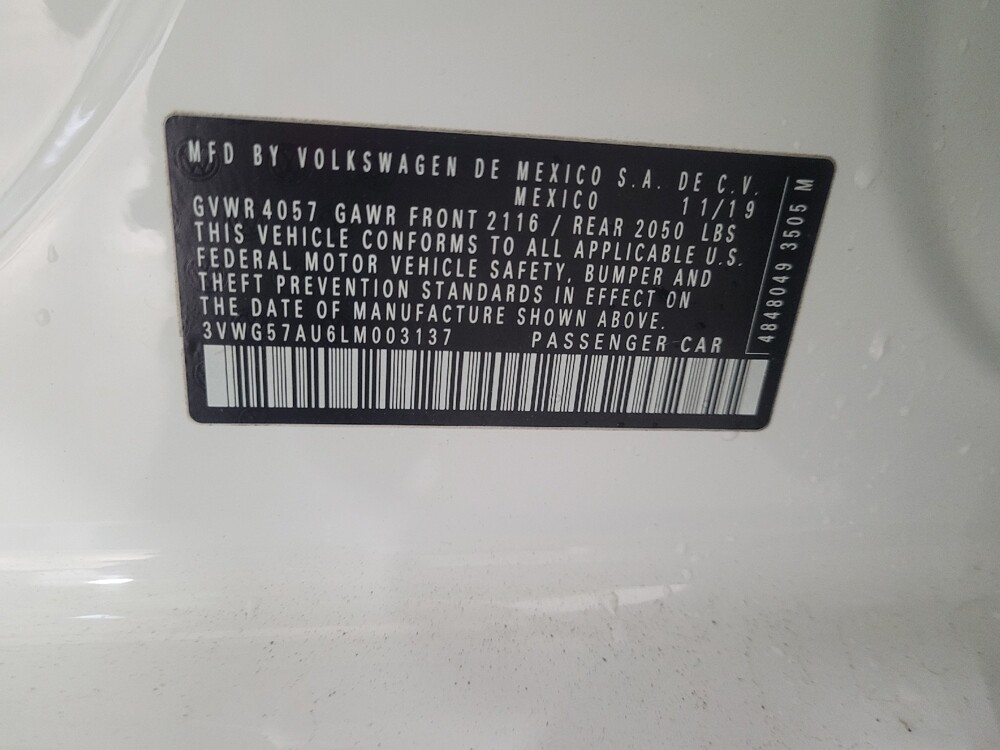 MFD BY VOLKSWAGEN DE MEXICO S.A. DE C.V.
MEXICO 11/19
GVWR 4057 GAWR FRONT 2116 / REAR 2050 LBS
THIS VEHICLE CONFORMS TO ALL APPLICABLE U.S.
FEDERAL MOTOR VEHICLE SAFETY, BUMPER AND
THEFT PREVENTION STANDARDS IN EFFECT ON
THE DATE OF MANUFACTURE SHOWN ABOVE.
3VWG57AU6LM003137 PASSENGER CAR
4848049 3505 M